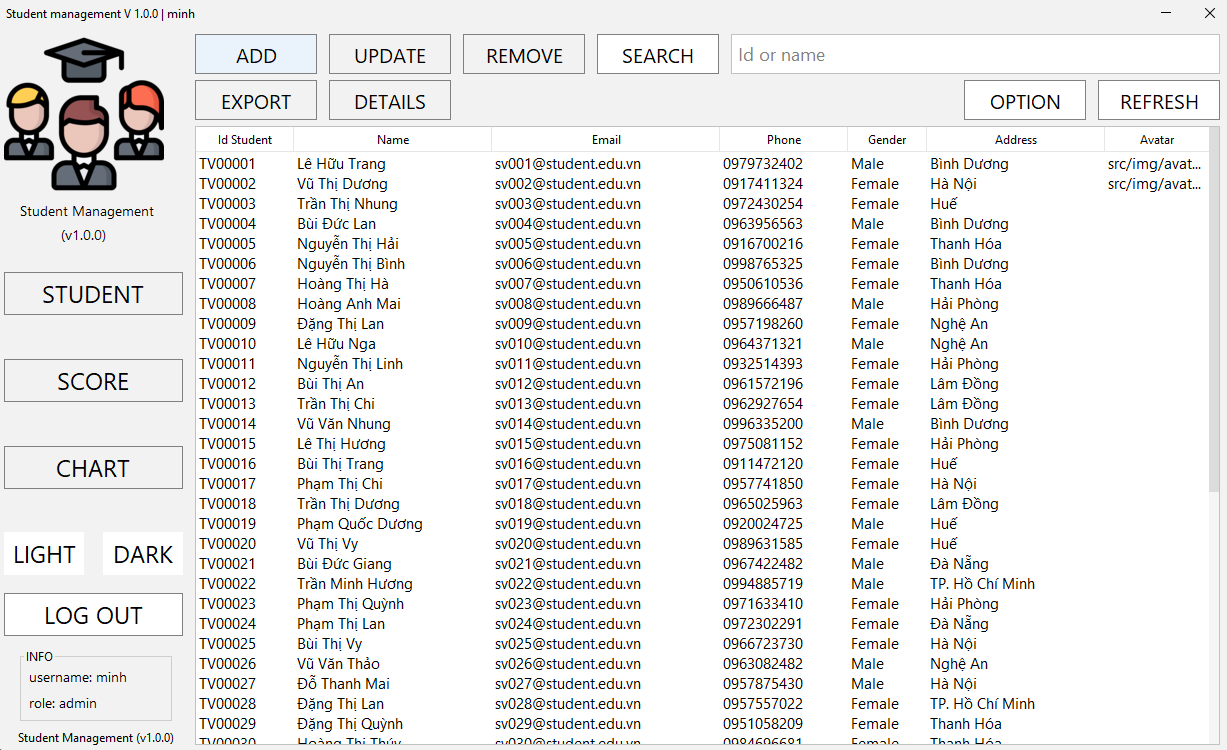 Student management V 1.0.0 | minh
ADD UPDATE REMOVE SEARCH Id or name
EXPORT DETAILS OPTION REFRESH
Student Management
(v1.0.0)
STUDENT
SCORE
CHART
LIGHT DARK
LOG OUT
INFO
username: minh
role: admin
Student Management (v1.0.0)
Id Student Name Email Phone Gender Address Avatar
TV00001 Lê Hữu Trang sv001@student.edu.vn 0979732402 Male Bình Dương src/img/avat...
TV00002 Vũ Thị Dương sv002@student.edu.vn 0917411324 Female Hà Nội src/img/avat...
TV00003 Trần Thị Nhung sv003@student.edu.vn 0972430254 Female Huế
TV00004 Bùi Đức Lan sv004@student.edu.vn 0963956563 Male Bình Dương
TV00005 Nguyễn Thị Hải sv005@student.edu.vn 0916700216 Female Thanh Hóa
TV00006 Nguyễn Thị Bình sv006@student.edu.vn 0998765325 Female Bình Dương
TV00007 Hoàng Thị Hà sv007@student.edu.vn 0950610536 Female Thanh Hóa
TV00008 Hoàng Anh Mai sv008@student.edu.vn 0989666487 Male Hải Phòng
TV00009 Đặng Thị Lan sv009@student.edu.vn 0957198260 Female Nghệ An
TV00010 Lê Hữu Nga sv010@student.edu.vn 0964371321 Male Nghệ An
TV00011 Nguyễn Thị Linh sv011@student.edu.vn 0932514393 Female Hải Phòng
TV00012 Bùi Thị An sv012@student.edu.vn 0961572196 Female Lâm Đồng
TV00013 Trần Thị Chi sv013@student.edu.vn 0962927654 Female Lâm Đồng
TV00014 Vũ Văn Nhung sv014@student.edu.vn 0996335200 Male Bình Dương
TV00015 Lê Thị Hương sv015@student.edu.vn 0975081152 Female Hải Phòng
TV00016 Bùi Thị Trang sv016@student.edu.vn 0911472120 Female Huế
TV00017 Phạm Thị Chi sv017@student.edu.vn 0957741850 Female Hà Nội
TV00018 Trần Thị Dương sv018@student.edu.vn 0965025963 Female Lâm Đồng
TV00019 Phạm Quốc Dương sv019@student.edu.vn 0920024725 Male Huế
TV00020 Vũ Thị Vy sv020@student.edu.vn 0989631585 Female Huế
TV00021 Bùi Đức Giang sv021@student.edu.vn 0967422482 Male Đà Nẵng
TV00022 Trần Minh Hương sv022@student.edu.vn 0994885719 Male TP. Hồ Chí Minh
TV00023 Phạm Thị Quỳnh sv023@student.edu.vn 0971633410 Female Hải Phòng
TV00024 Phạm Thị Lan sv024@student.edu.vn 0972302291 Female Đà Nẵng
TV00025 Bùi Thị Vy sv025@student.edu.vn 0966723730 Female Hà Nội
TV00026 Vũ Văn Thảo sv026@student.edu.vn 0963082482 Male Nghệ An
TV00027 Đỗ Thanh Mai sv027@student.edu.vn 0957875430 Male Hà Nội
TV00028 Đặng Thị Lan sv028@student.edu.vn 0957557022 Female TP. Hồ Chí Minh
TV00029 Đặng Thị Quỳnh sv029@student.edu.vn 0951058209 Female Thanh Hóa
TV00030 Hoàng Thị Thúy sv030@student.edu.vn 0984696681 Female Thanh Hóa